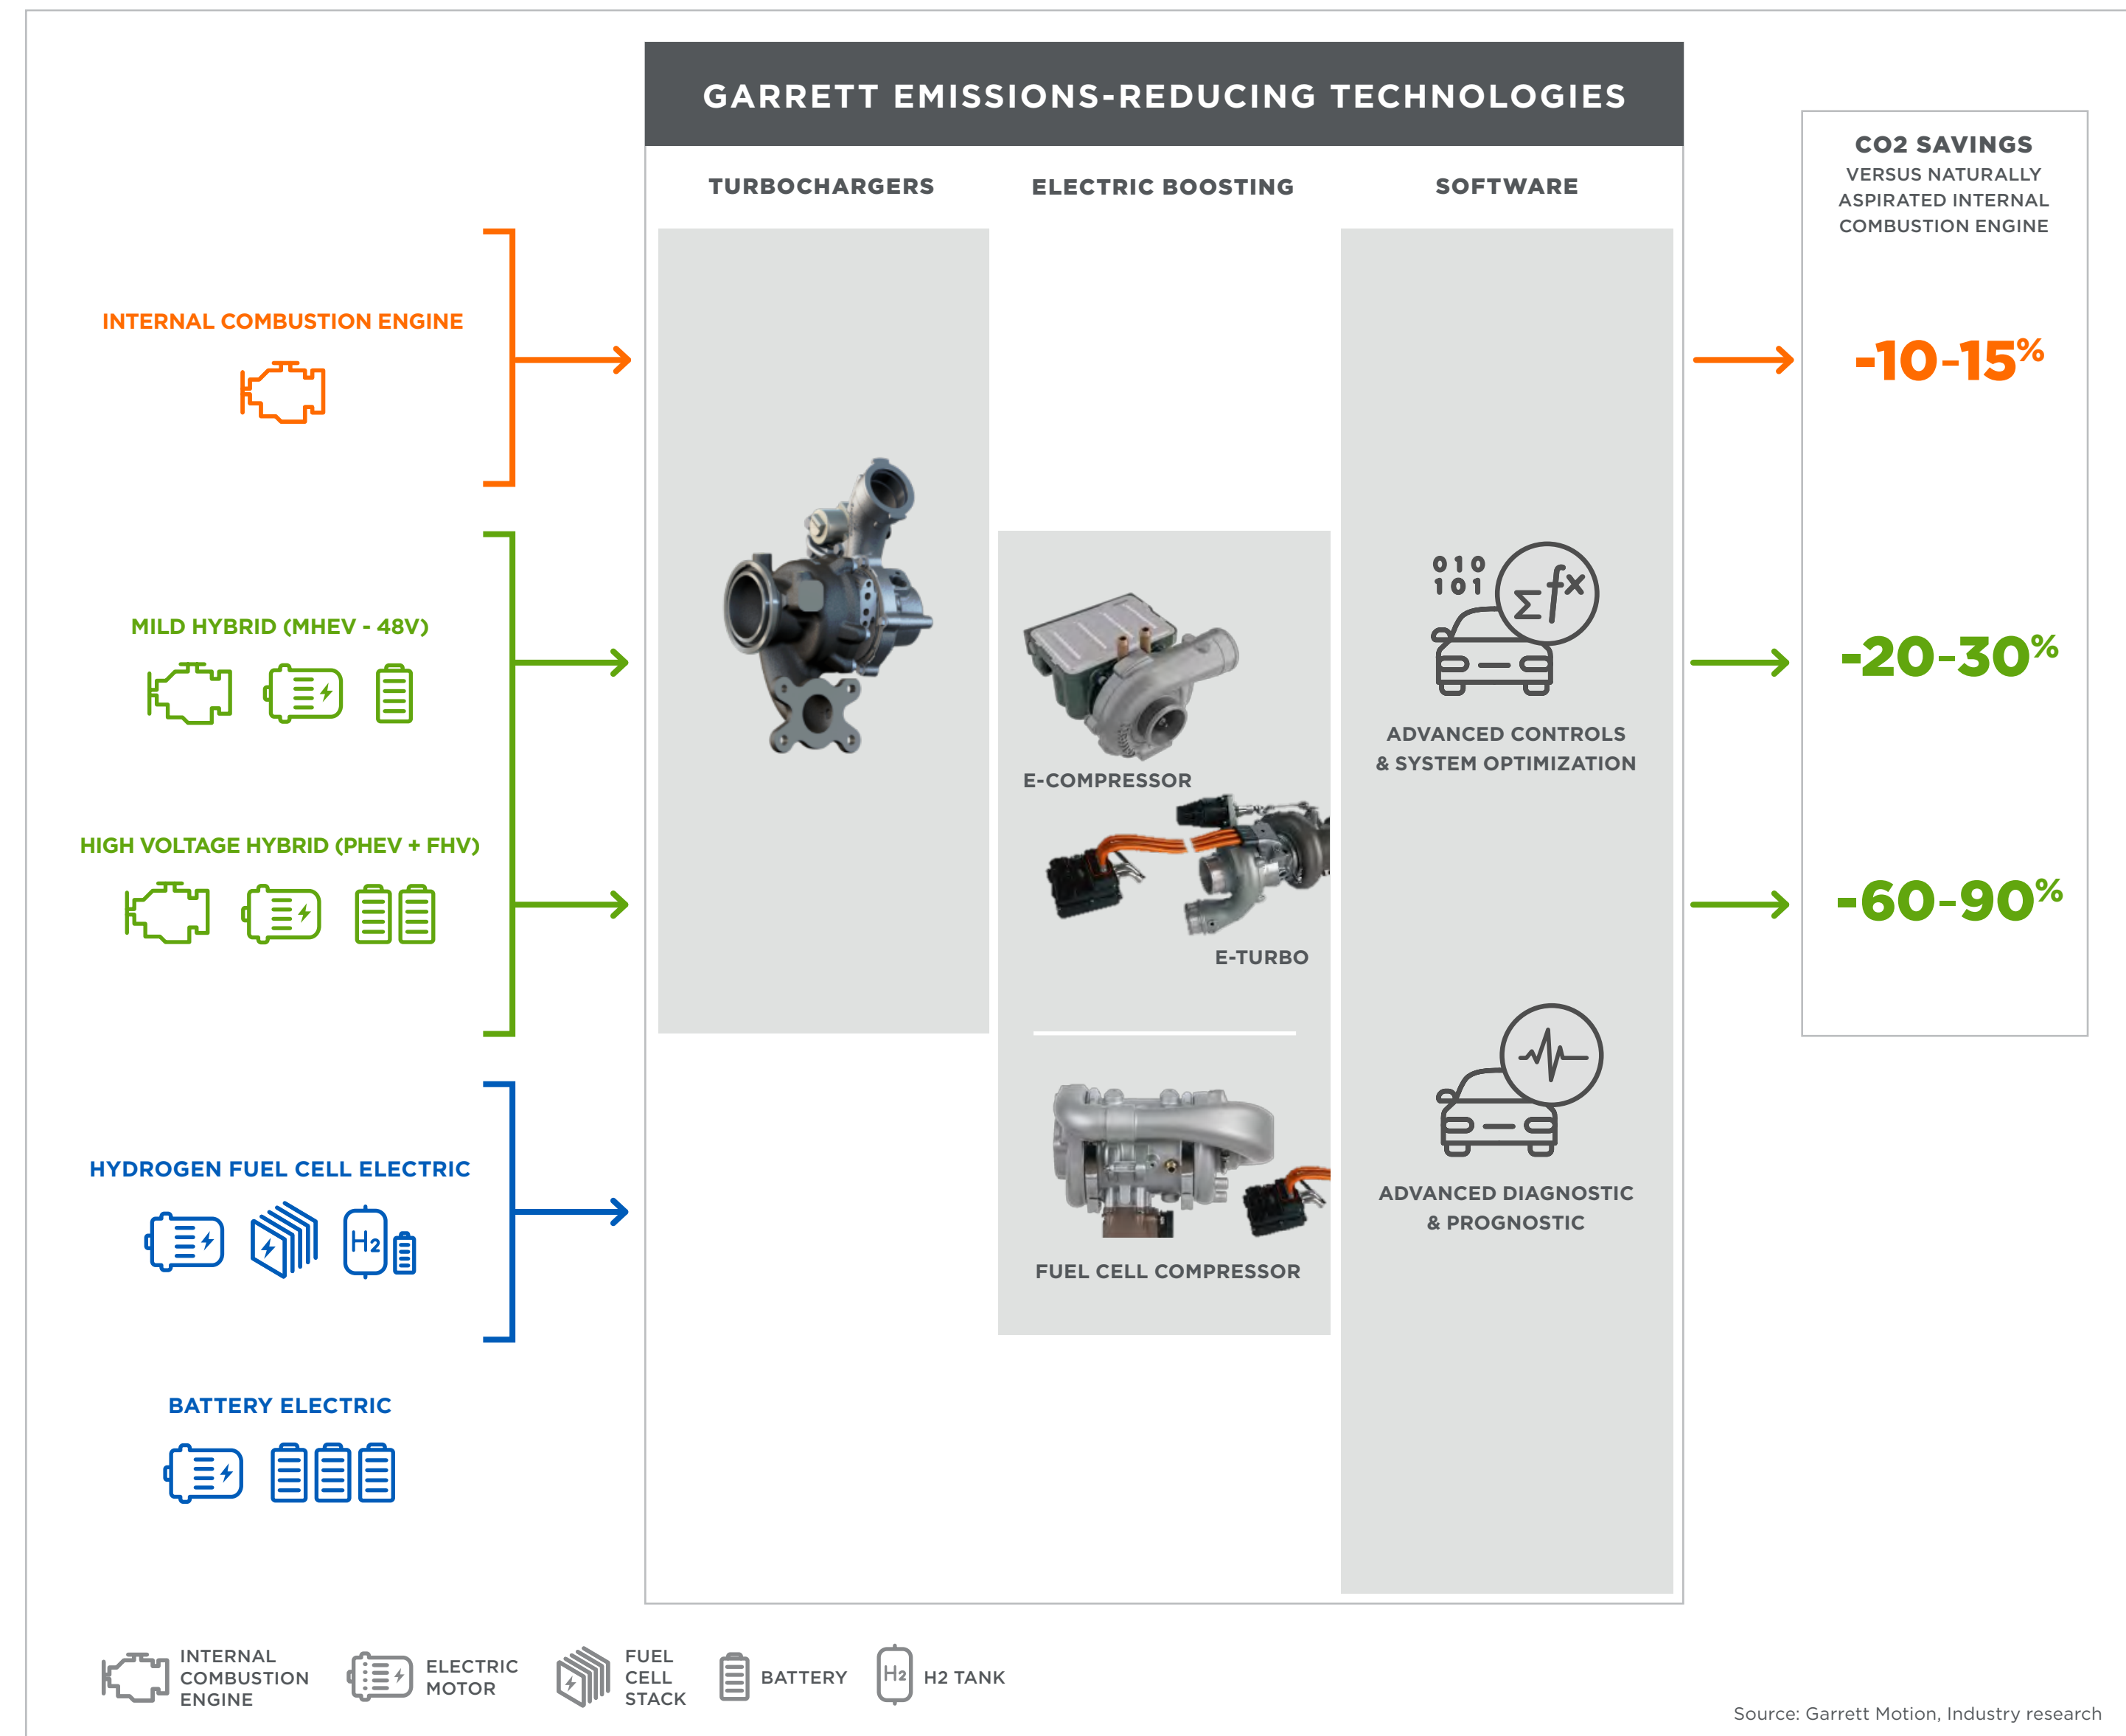 GARRETT EMISSIONS-REDUCING TECHNOLOGIES
TURBOCHARGERS
ELECTRIC BOOSTING
SOFTWARE
CO2 SAVINGS
VERSUS NATURALLY
ASPIRATED INTERNAL
COMBUSTION ENGINE
INTERNAL COMBUSTION ENGINE
-10-15%
MILD HYBRID (MHEV - 48V)
010
101
Σfx
-20-30%
E-COMPRESSOR
ADVANCED CONTROLS
& SYSTEM OPTIMIZATION
HIGH VOLTAGE HYBRID (PHEV + FHV)
-60-90%
E-TURBO
HYDROGEN FUEL CELL ELECTRIC
H2
FUEL CELL COMPRESSOR
ADVANCED DIAGNOSTIC
& PROGNOSTIC
BATTERY ELECTRIC
INTERNAL
COMBUSTION
ENGINE
ELECTRIC
MOTOR
FUEL
CELL
STACK
BATTERY
H2
H2 TANK
Source: Garrett Motion, Industry research